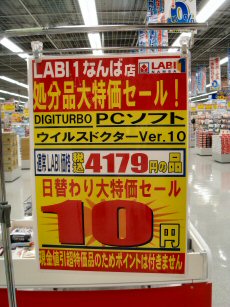 LABI1なんば店 LABI
処分品大特価セール！
DIGITURBO PCソフト
ウイルスドクターVer.10
通常LABI価格 税込 4179円の品
日替わり大特価セール
10円
現金値引超特価品のためポイントは付きません